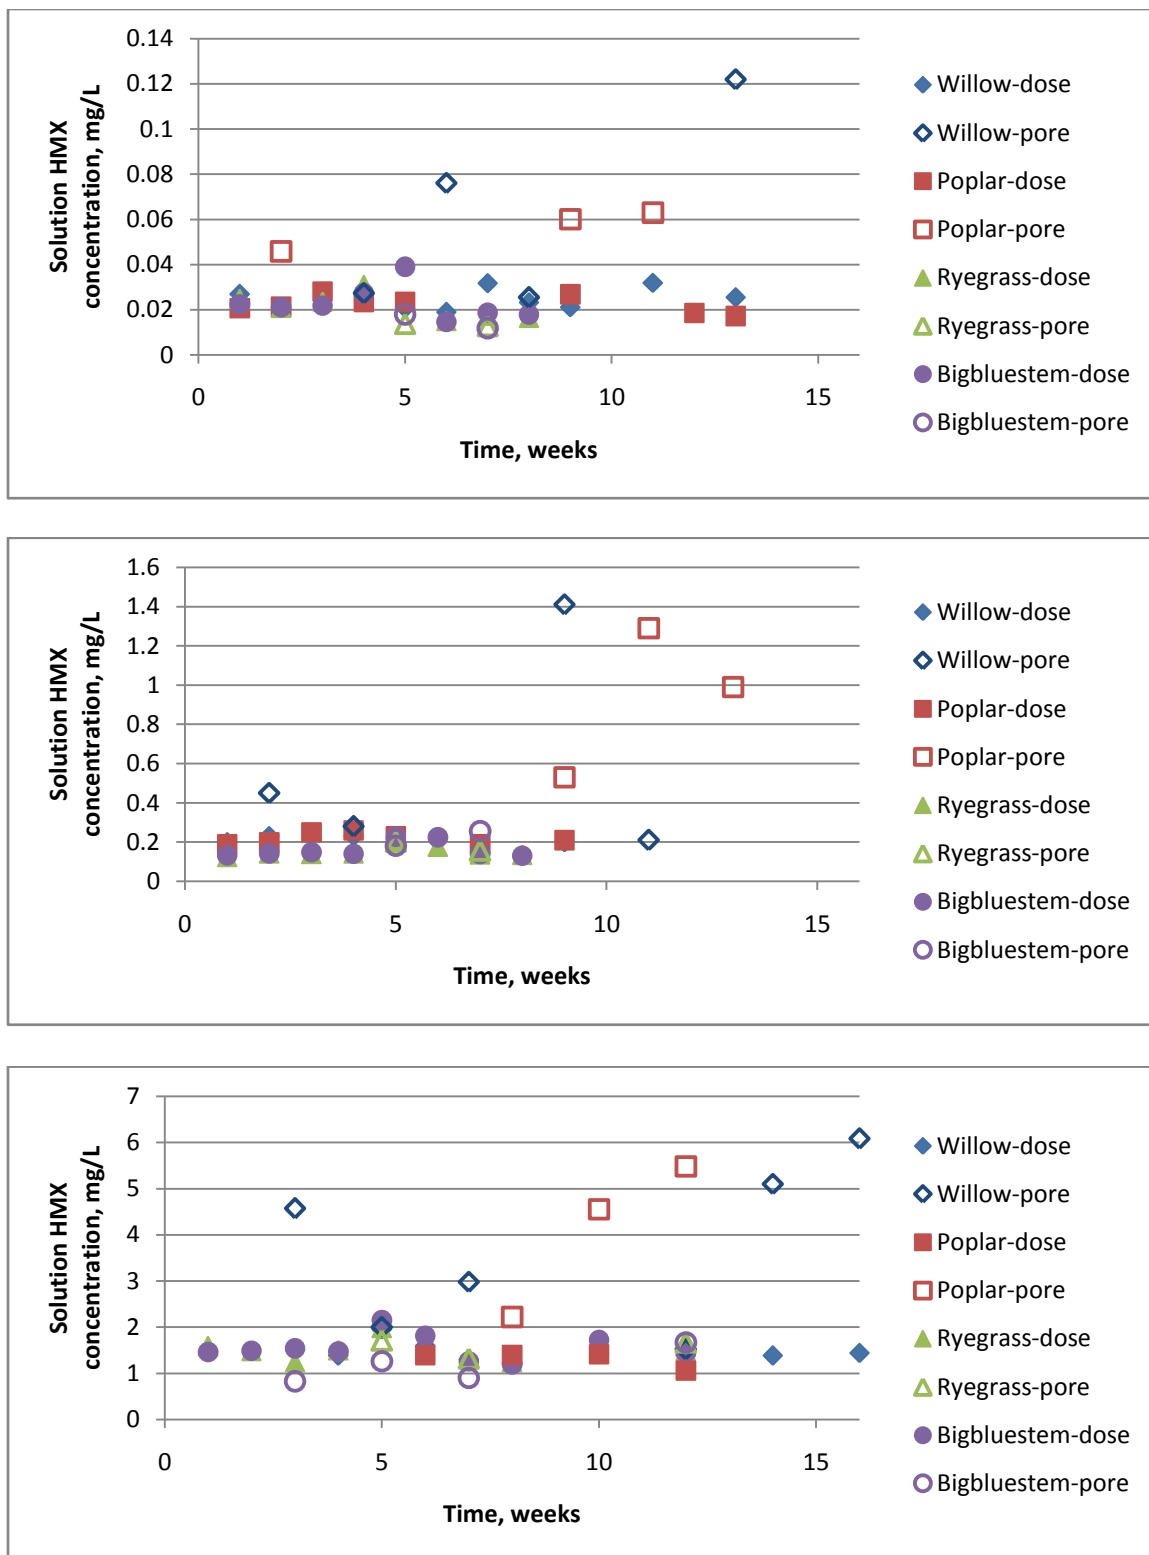 0.14
0.12
0.1
0.08
0.06
0.04
0.02
0
Solution HMX
concentration, mg/L
0 5 10 15
Time, weeks
Willow-dose
Willow-pore
Poplar-dose
Poplar-pore
Ryegrass-dose
Ryegrass-pore
Bigbluestem-dose
Bigbluestem-pore
1.6
1.4
1.2
1
0.8
0.6
0.4
0.2
0
Solution HMX
concentration, mg/L
0 5 10 15
Time, weeks
Willow-dose
Willow-pore
Poplar-dose
Poplar-pore
Ryegrass-dose
Ryegrass-pore
Bigbluestem-dose
Bigbluestem-pore
7
6
5
4
3
2
1
0
Solution HMX
concentration, mg/L
0 5 10 15
Time, weeks
Willow-dose
Willow-pore
Poplar-dose
Poplar-pore
Ryegrass-dose
Ryegrass-pore
Bigbluestem-dose
Bigbluestem-pore